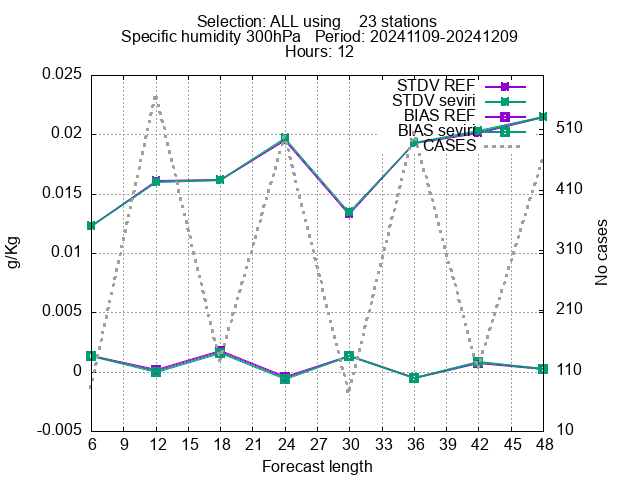 Selection: ALL using    23 stations
Specific humidity 300hPa   Period: 20241109-20241209
Hours: 12
STDV REF
STDV seviri
BIAS REF
BIAS seviri
CASES
0.025
0.02
0.015
0.01
0.005
0
-0.005
g/Kg
510
410
310
210
110
10
No cases
6 9 12 15 18 21 24 27 30 33 36 39 42 45 48
Forecast length